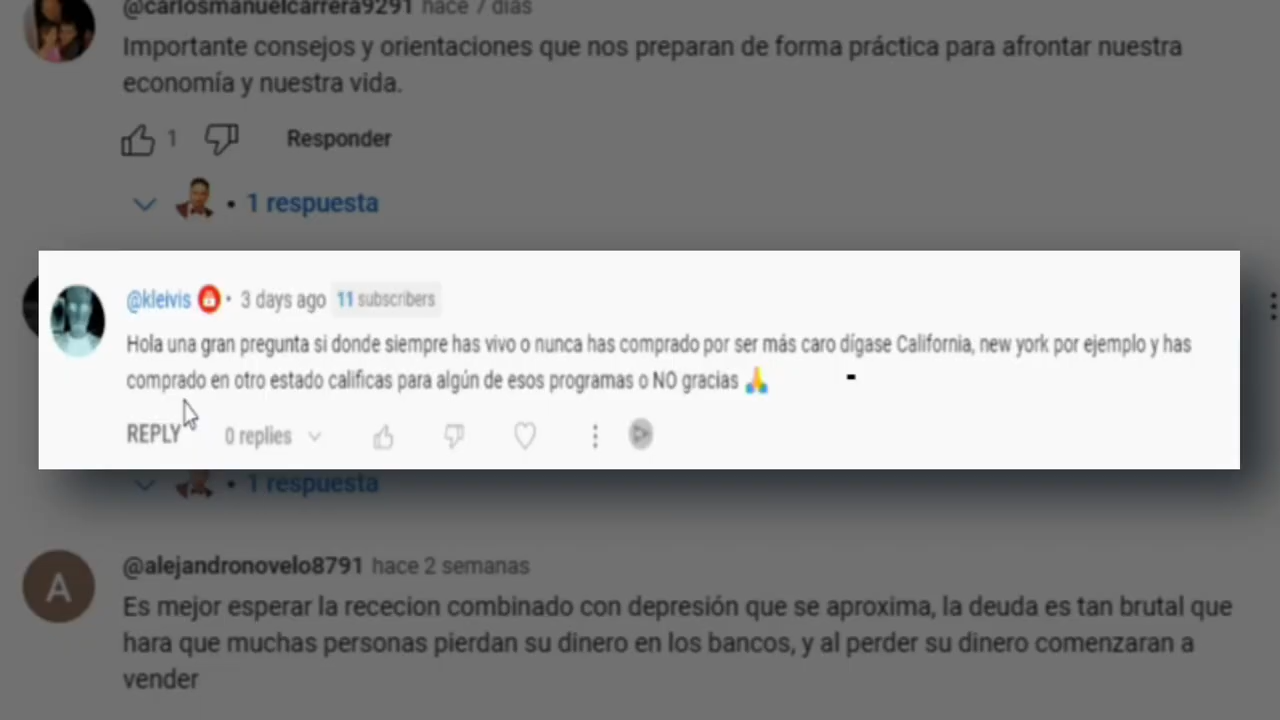 @carlosmanuelcarrera9291 hace 7 días
Importante consejos y orientaciones que nos preparan de forma práctica para afrontar nuestra
economía y nuestra vida.
1 Responder
• 1 respuesta
@kleivis • 3 days ago 11 subscribers
Hola una gran pregunta si donde siempre has vivo o nunca has comprado por ser más caro dígase California, new york por ejemplo y has
comprado en otro estado calificas para algún de esos programas o NO gracias 🙏
REPLY 0 replies
• 1 respuesta
@alejandronovelo8791 hace 2 semanas
A
Es mejor esperar la rececion combinado con depresión que se aproxima, la deuda es tan brutal que
hara que muchas personas pierdan su dinero en los bancos, y al perder su dinero comenzaran a
vender